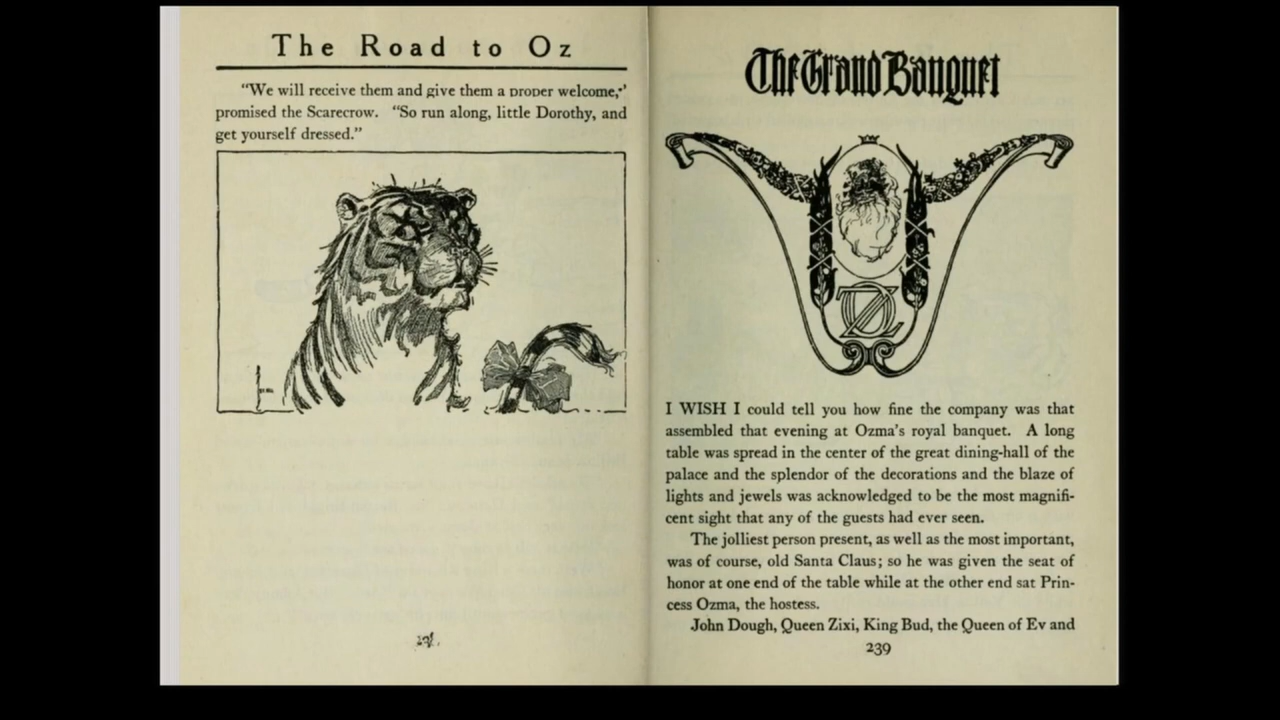 The Road to Oz
“We will receive them and give them a proper welcome,”
promised the Scarecrow. “So run along, little Dorothy, and
get yourself dressed.”
The Grand Banquet
OZ
I WISH I could tell you how fine the company was that
assembled that evening at Ozma’s royal banquet. A long
table was spread in the center of the great dining-hall of the
palace and the splendor of the decorations and the blaze of
lights and jewels was acknowledged to be the most magnifi-
cent sight that any of the guests had ever seen.
The jolliest person present, as well as the most important,
was of course, old Santa Claus; so he was given the seat of
honor at one end of the table while at the other end sat Prin-
cess Ozma, the hostess.
John Dough, Queen Zixi, King Bud, the Queen of Ev and
239